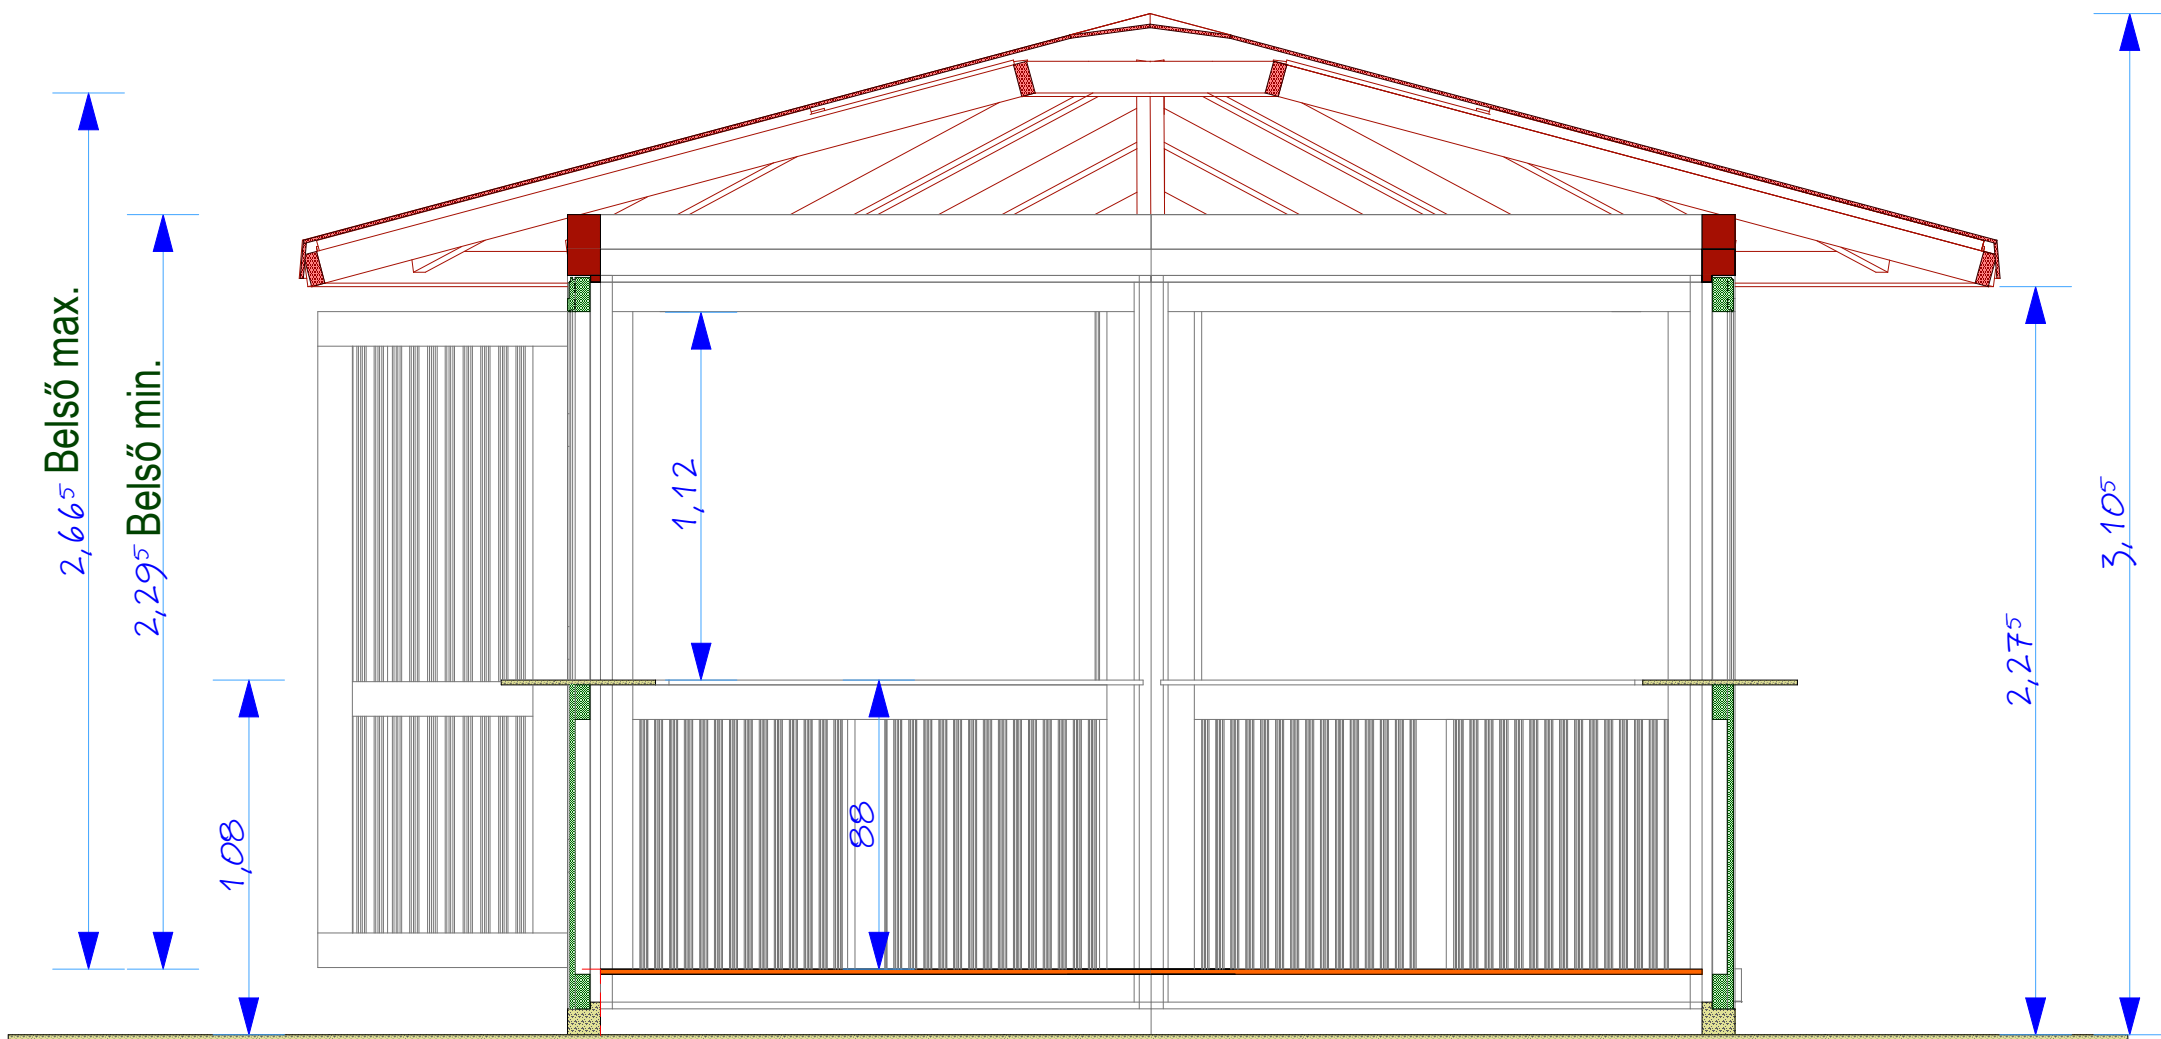 2,66⁵ Belső max.
2,29⁵ Belső min.
1,08
1,12
88
2,27⁵
3,10⁵